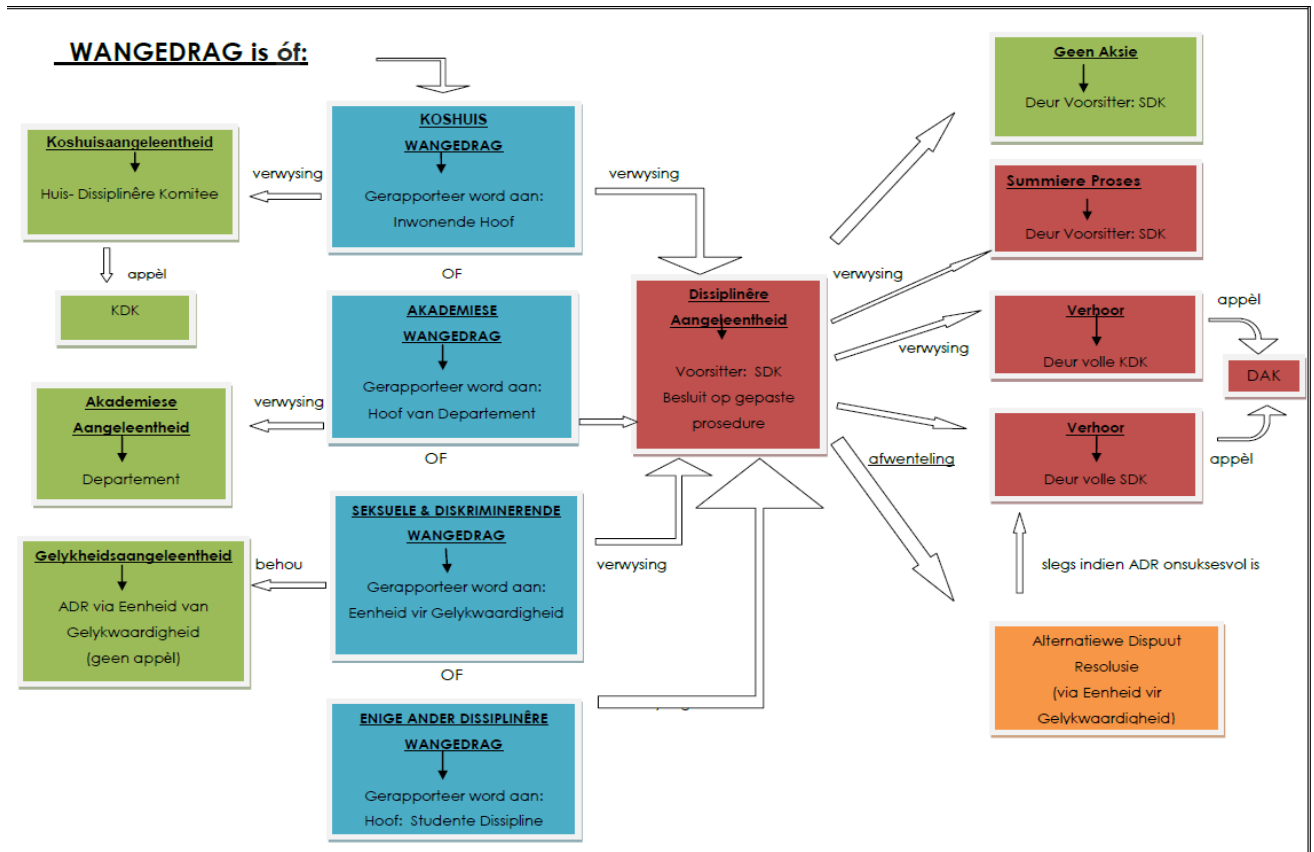 WANGEDRAG is óf:
KOSHUIS
WANGEDRAG
Gerapporteer word aan:
Inwonende Hoof
verwysing
Koshuisaangeleentheid
Huis- Dissiplinêre Komitee
appèl
KDK
verwysing
OF
AKADEMIESE
WANGEDRAG
Gerapporteer word aan:
Hoof van Departement
verwysing
Akademiese
Aangeleentheid
Departement
OF
SEKSUELE & DISKRIMINERENDE
WANGEDRAG
Gerapporteer word aan:
Eenheid vir Gelykwaardigheid
behou
Gelykheidsaangeleentheid
ADR via Eenheid van
Gelykwaardigheid
(geen appèl)
verwysing
OF
ENIGE ANDER DISSIPLINÊRE
WANGEDRAG
Gerapporteer word aan:
Hoof: Studente Dissipline
Dissiplinêre
Aangeleentheid
Voorsitter: SDK
Besluit op gepaste
prosedure
Geen Aksie
Deur Voorsitter: SDK
verwysing
Summiere Proses
Deur Voorsitter: SDK
verwysing
Verhoor
Deur volle KDK
appèl
DAK
afwenteling
Verhoor
Deur volle SDK
appèl
slegs indien ADR onsuksesvol is
Alternatiewe Dispuut
Resolusie
(via Eenheid vir
Gelykwaardigheid)